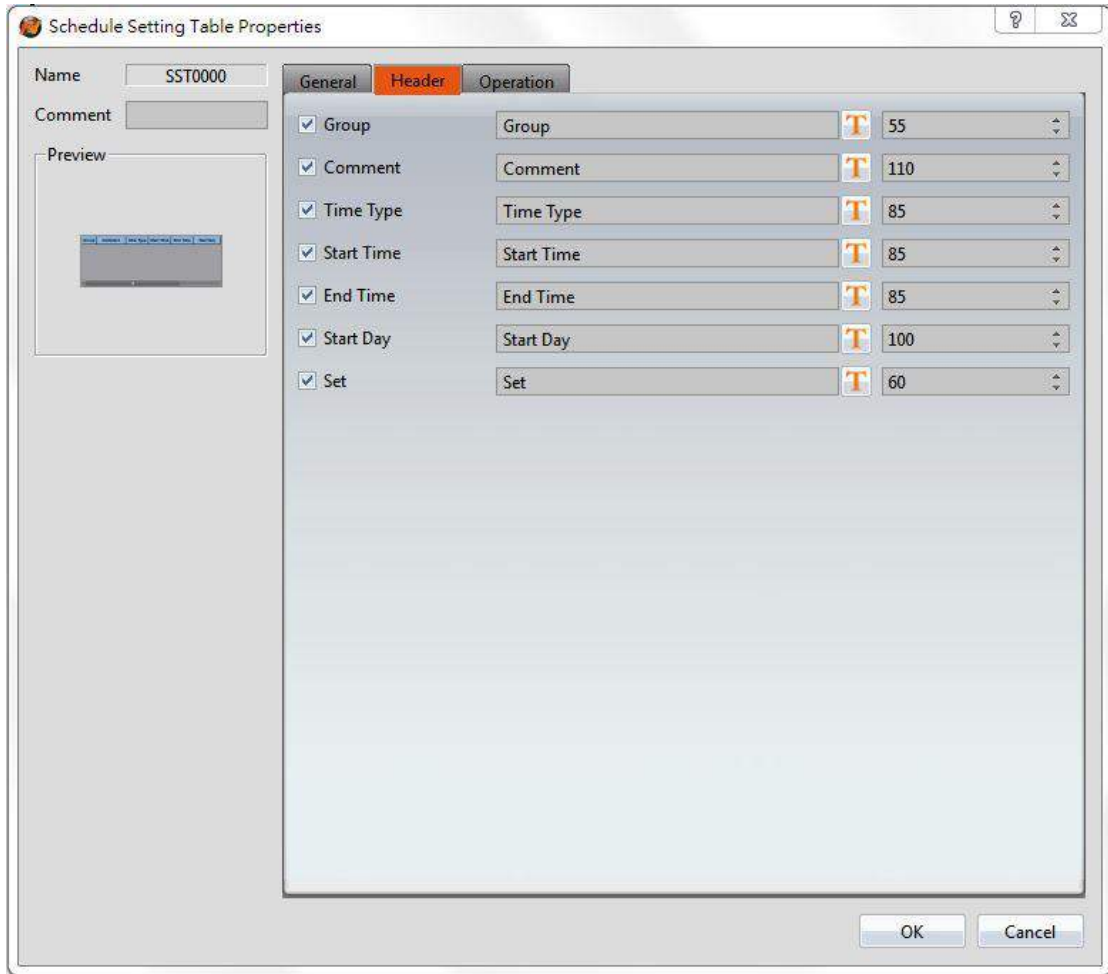 Schedule Setting Table Properties
Name SST0000
Comment
Preview
General Header Operation
Group Group T 55
Comment Comment T 110
Time Type Time Type T 85
Start Time Start Time T 85
End Time End Time T 85
Start Day Start Day T 100
Set Set T 60
OK Cancel